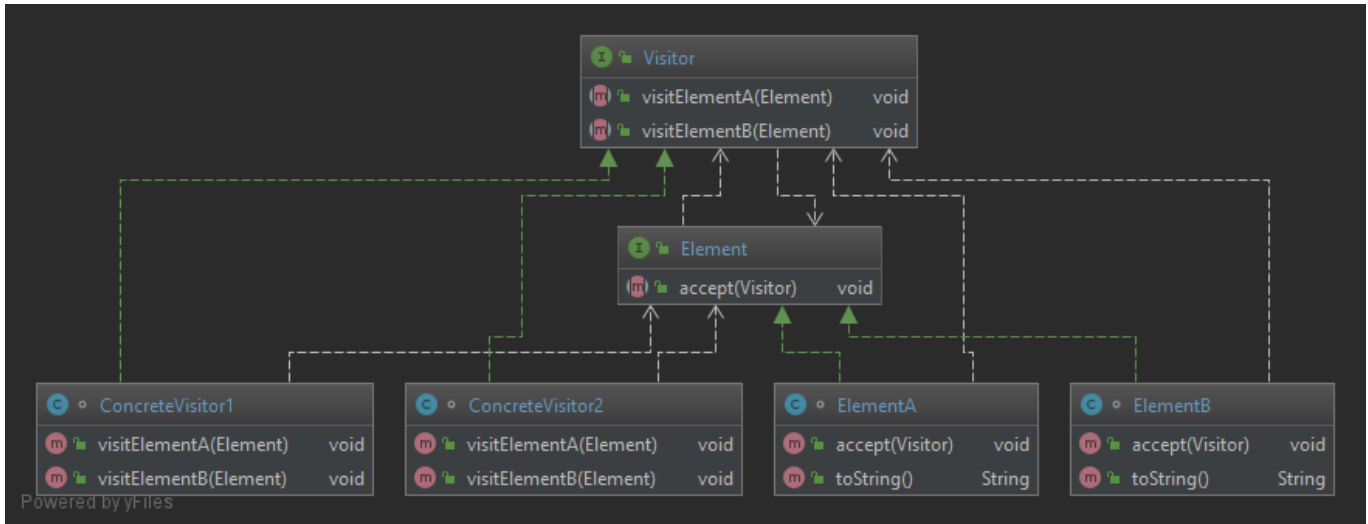 Visitor
visitElementA(Element) void
visitElementB(Element) void
Element
accept(Visitor) void
ConcreteVisitor1
visitElementA(Element) void
visitElementB(Element) void
ConcreteVisitor2
visitElementA(Element) void
visitElementB(Element) void
ElementA
accept(Visitor) void
toString() String
ElementB
accept(Visitor) void
toString() String
Powered by yFiles